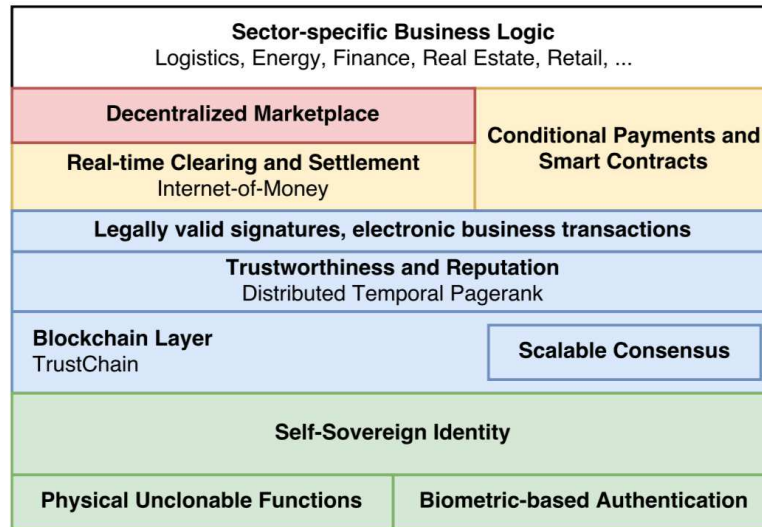 Sector-specific Business Logic
Logistics, Energy, Finance, Real Estate, Retail, ...
Decentralized Marketplace
Conditional Payments and
Smart Contracts
Real-time Clearing and Settlement
Internet-of-Money
Legally valid signatures, electronic business transactions
Trustworthiness and Reputation
Distributed Temporal Pagerank
Blockchain Layer
TrustChain
Scalable Consensus
Self-Sovereign Identity
Physical Unclonable Functions
Biometric-based Authentication